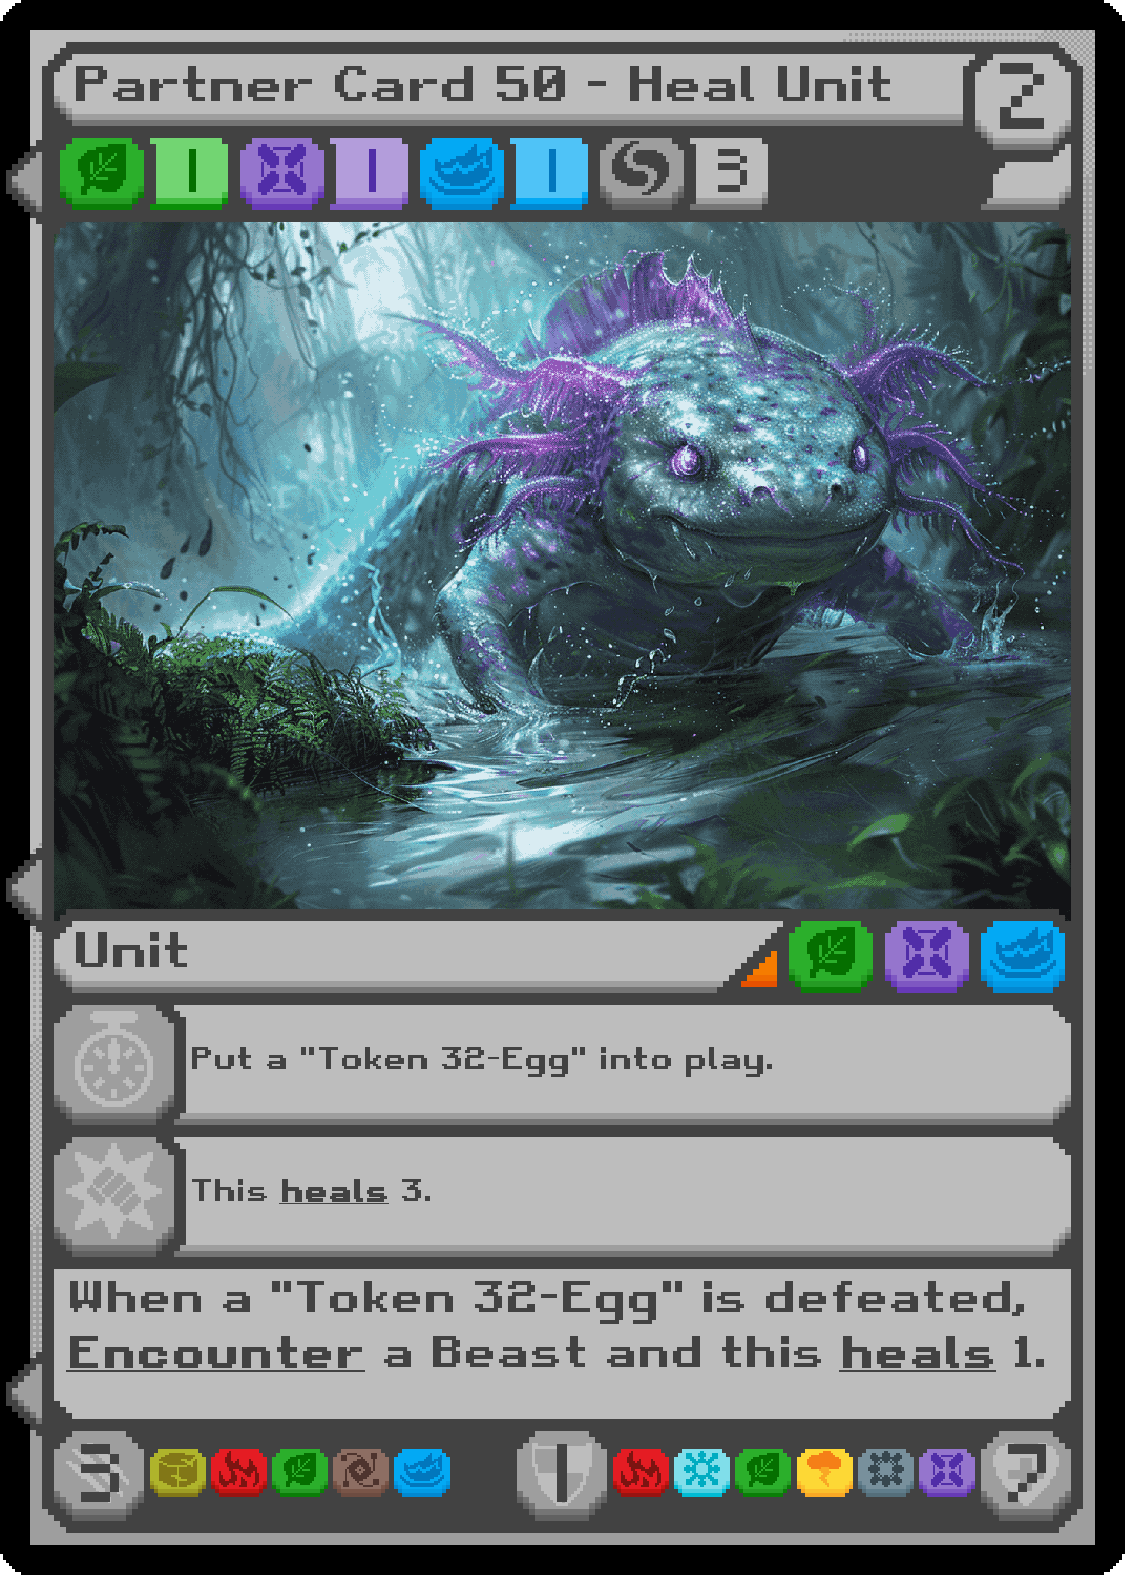 Partner Card 50 - Heal Unit
2
1 1 1 3
Unit
Put a "Token 32-Egg" into play.
This heals 3.
When a "Token 32-Egg" is defeated,
Encounter a Beast and this heals 1.
3 1 7